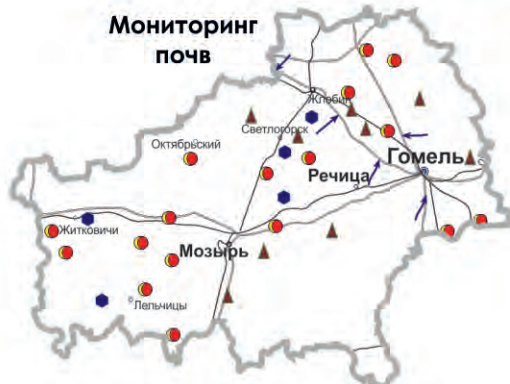 Мониторинг
почв
Жлобин
Светлогорск
Октябрьский
Гомель
Речица
Житковичи
Мозырь
Лельчицы